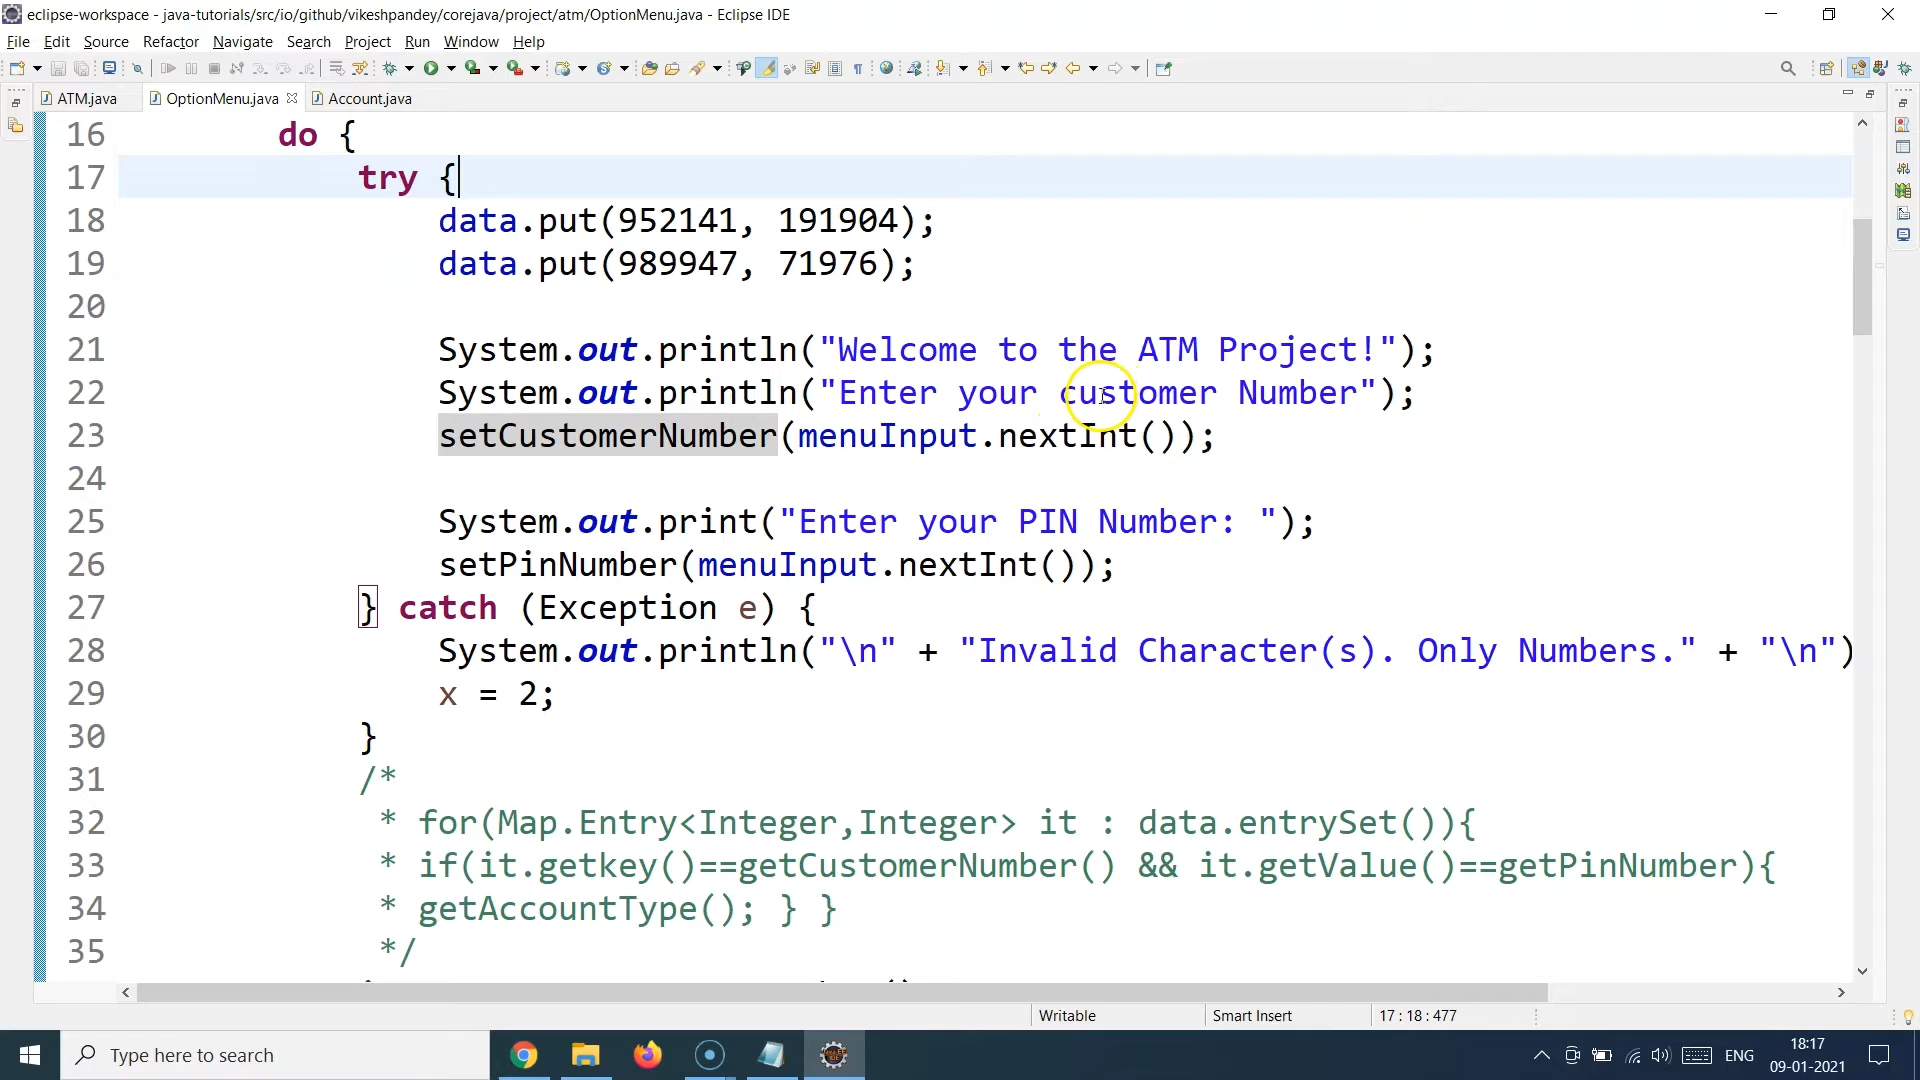 eclipse-workspace - java-tutorials/src/io/github/vikeshpandey/corejava/project/atm/OptionMenu.java - Eclipse IDE
File Edit Source Refactor Navigate Search Project Run Window Help
ATM.java OptionMenu.java Account.java
16 do {
17 try {
18 data.put(952141, 191904);
19 data.put(989947, 71976);
20
21 System.out.println("Welcome to the ATM Project!");
22 System.out.println("Enter your customer Number");
23 setCustomerNumber(menuInput.nextInt());
24
25 System.out.print("Enter your PIN Number: ");
26 setPinNumber(menuInput.nextInt());
27 } catch (Exception e) {
28 System.out.println("\n" + "Invalid Character(s). Only Numbers." + "\n")
29 x = 2;
30 }
31 /*
32 * for(Map.Entry<Integer,Integer> it : data.entrySet()){
33 * if(it.getkey()==getCustomerNumber() && it.getValue()==getPinNumber){
34 * getAccountType(); } }
35 */
Writable Smart Insert 17 : 18 : 477
Type here to search
ENG
18:17
09-01-2021